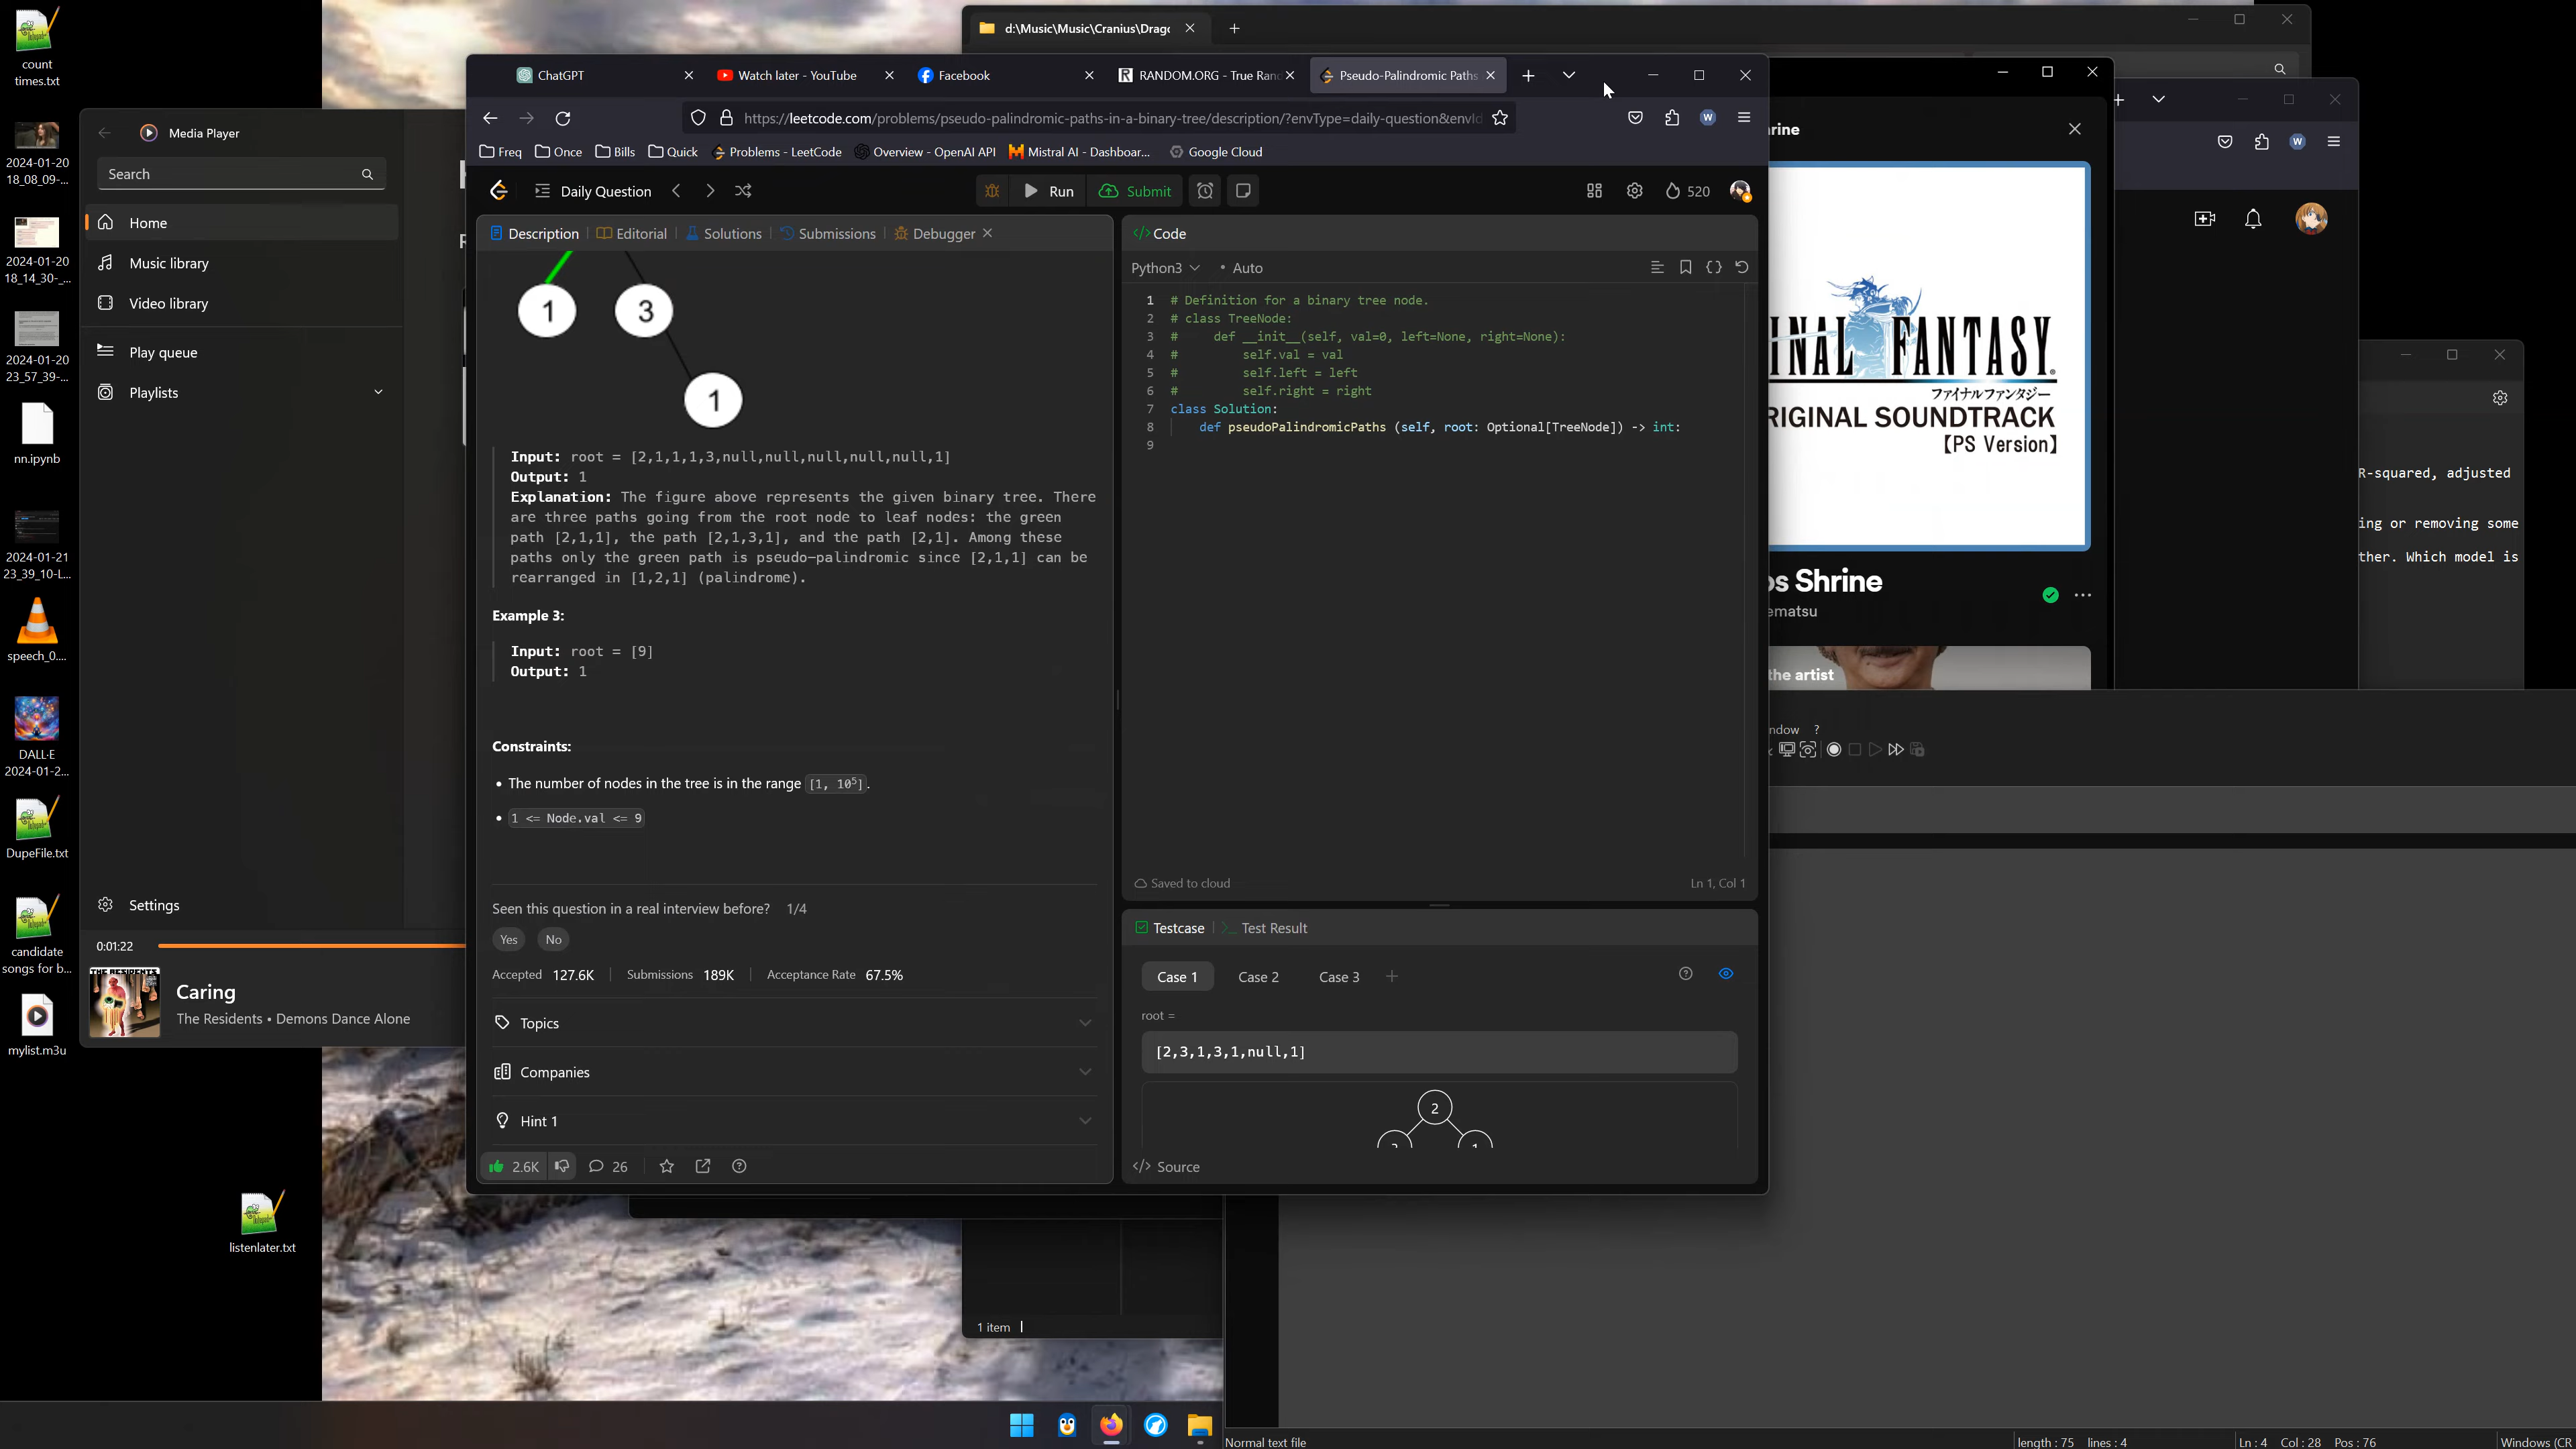 count
times.txt
2024-01-20
18_08_09-...
2024-01-20
18_14_30-_...
2024-01-20
23_57_39-...
nn.ipynb
2024-01-21
23_39_10-L...
speech_0....
DALL·E
2024-01-2...
DupeFile.txt
candidate
songs for b...
mylist.m3u
listenlater.txt
Media Player
Search
Home
Music library
Video library
Play queue
Playlists
Settings
0:01:22
THE RESIDENTS
Caring
The Residents • Demons Dance Alone
d:\Music\Music\Cranius\Drago
ChatGPT
Watch later - YouTube
Facebook
RANDOM.ORG - True Rand
Pseudo-Palindromic Paths
https://leetcode.com/problems/pseudo-palindromic-paths-in-a-binary-tree/description/?envType=daily-question&envId
W
Freq
Once
Bills
Quick
Problems - LeetCode
Overview - OpenAI API
Mistral AI - Dashboar...
Google Cloud
Daily Question
Run
Submit
520
Description
Editorial
Solutions
Submissions
Debugger
1
3
1
Input: root = [2,1,1,1,3,null,null,null,null,null,1]
Output: 1
Explanation: The figure above represents the given binary tree. There
are three paths going from the root node to leaf nodes: the green
path [2,1,1], the path [2,1,3,1], and the path [2,1]. Among these
paths only the green path is pseudo-palindromic since [2,1,1] can be
rearranged in [1,2,1] (palindrome).
Example 3:
Input: root = [9]
Output: 1
Constraints:
• The number of nodes in the tree is in the range [1, 10⁵].
• 1 <= Node.val <= 9
Seen this question in a real interview before? 1/4
Yes
No
Accepted 127.6K | Submissions 189K | Acceptance Rate 67.5%
Topics
Companies
Hint 1
2.6K
26
</> Code
Python3
• Auto
1 # Definition for a binary tree node.
2 # class TreeNode:
3 #     def __init__(self, val=0, left=None, right=None):
4 #         self.val = val
5 #         self.left = left
6 #         self.right = right
7 class Solution:
8     def pseudoPalindromicPaths (self, root: Optional[TreeNode]) -> int:
9
Saved to cloud
Ln 1, Col 1
Testcase
Test Result
Case 1
Case 2
Case 3
root =
[2,3,1,3,1,null,1]
2
</> Source
hrine
INAL FANTASY®
ファイナルファンタジー
RIGINAL SOUNDTRACK
【PS Version】
os Shrine
ematsu
the artist
W
R-squared, adjusted
ing or removing some
ther. Which model is
ndow ?
1 item
Normal text file
length : 75 lines : 4
Ln : 4 Col : 28 Pos : 76
Windows (CR